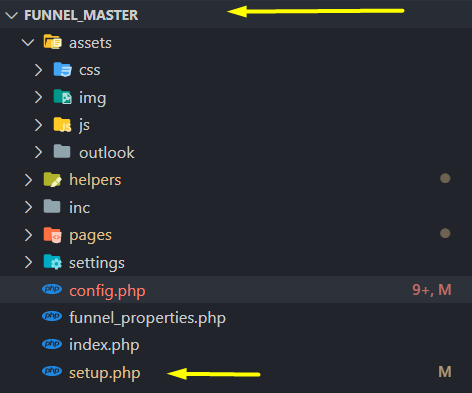 FUNNEL_MASTER
assets
css
img
JS js
outlook
helpers
inc
pages
settings
php config.php 9+, M
php funnel_properties.php
php index.php
php setup.php M